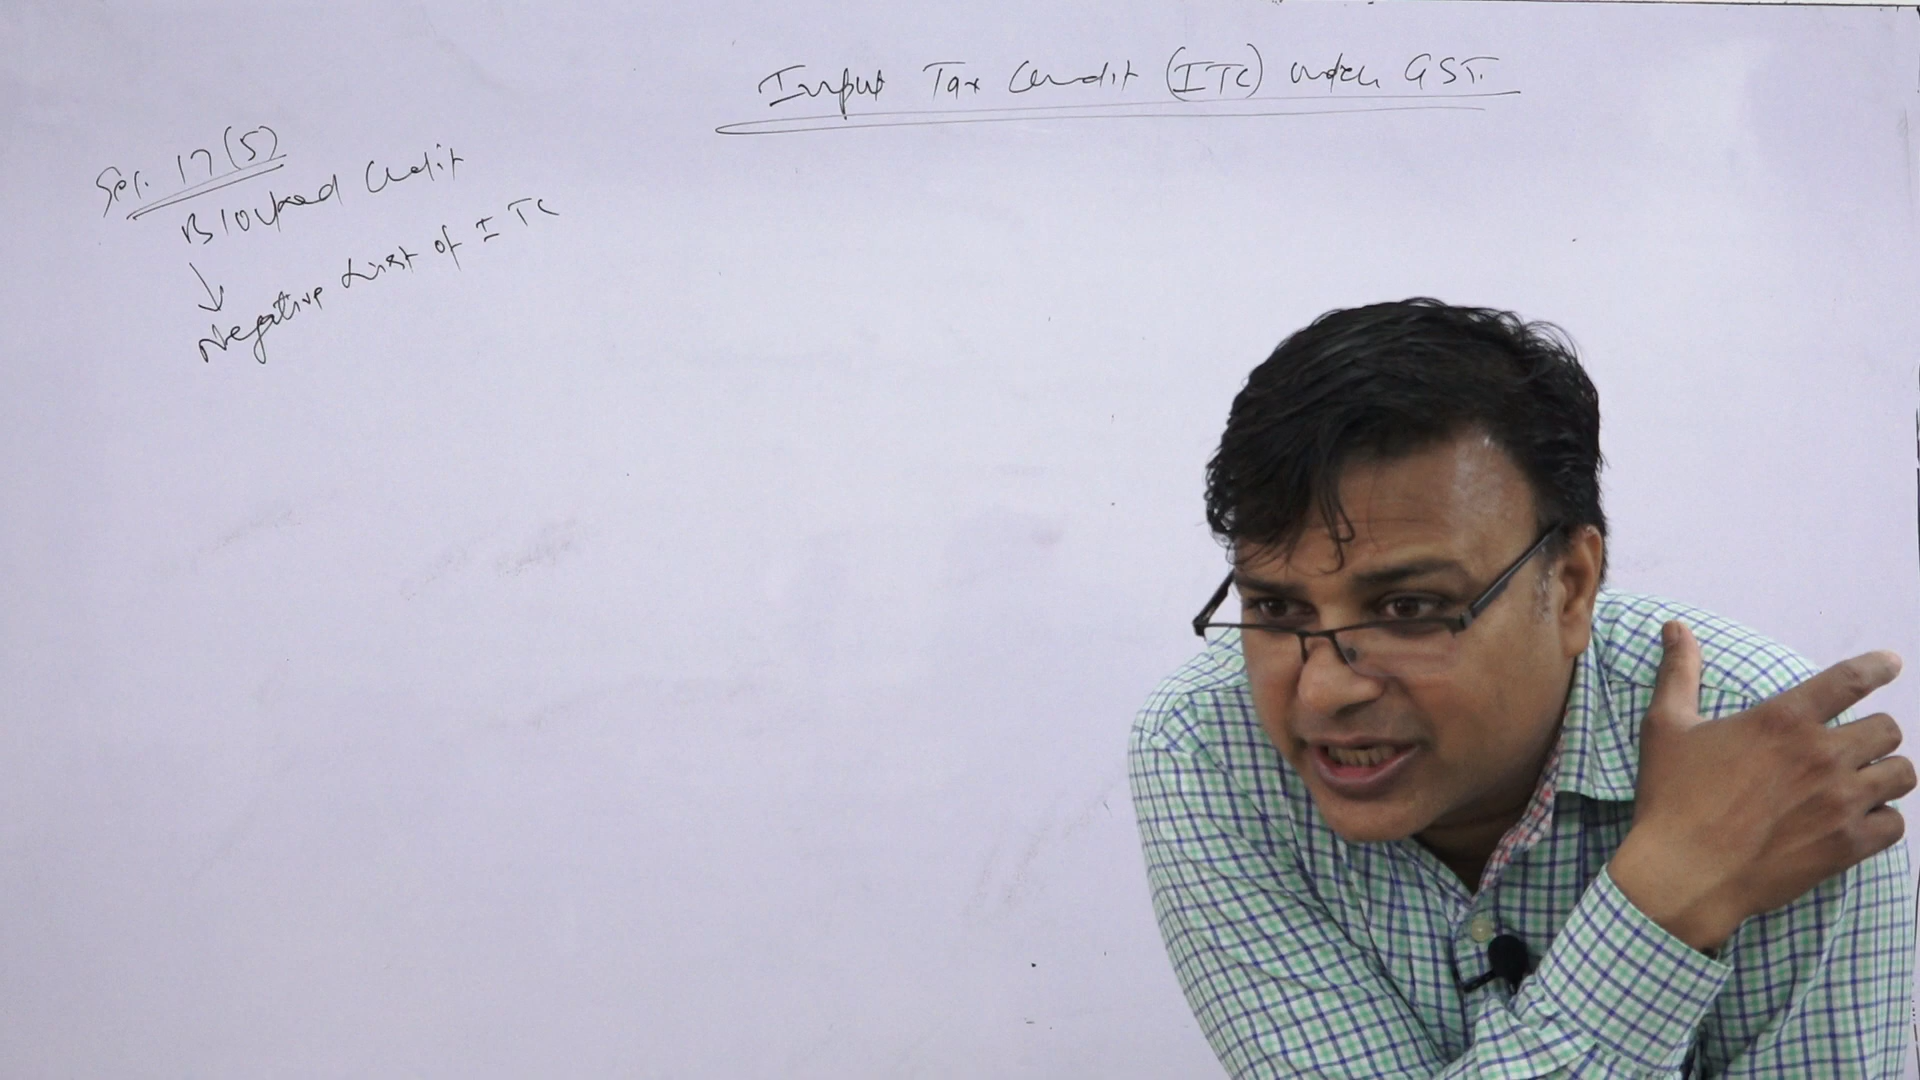 Input Tax Credit (ITC) under GST.
Sec. 17(5)
Blocked Credit
↓
Negative List of ITC